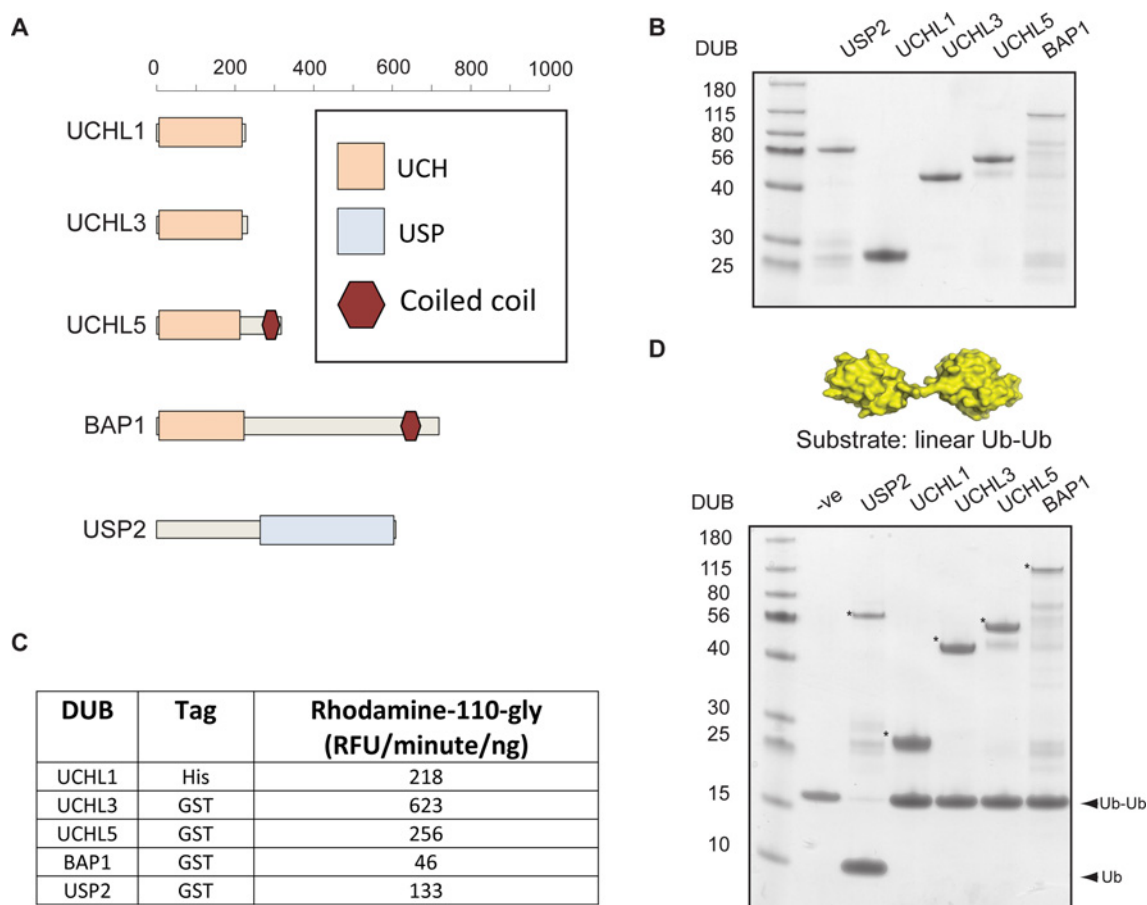 A
0 200 400 600 800 1000
UCHL1
UCHL3
UCHL5
BAP1
USP2
UCH
USP
Coiled coil
B
DUB USP2 UCHL1 UCHL3 UCHL5 BAP1
180
115
80
56
40
30
25
C
DUB Tag Rhodamine-110-gly
(RFU/minute/ng)
UCHL1 His 218
UCHL3 GST 623
UCHL5 GST 256
BAP1 GST 46
USP2 GST 133
D
Substrate: linear Ub-Ub
DUB -ve USP2 UCHL1 UCHL3 UCHL5 BAP1
180
115 *
80
56 * *
40 *
30
25 *
15 Ub-Ub
10
Ub